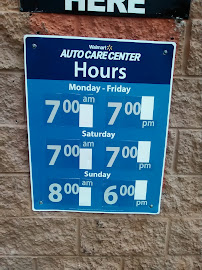 HERE
Walmart
AUTO CARE CENTER
Hours
Monday - Friday
7:00 am 7:00 pm
Saturday
7:00 am 7:00 pm
Sunday
8:00 am 6:00 pm